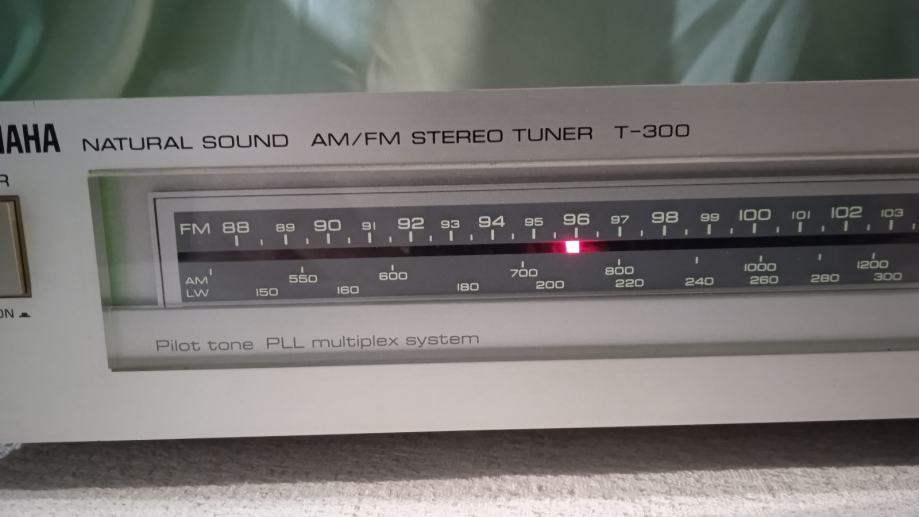 AHA NATURAL SOUND AM/FM STEREO TUNER T-300
R
FM 88 89 90 91 92 93 94 95 96 97 98 99 100 101 102 103
AM 550 600 700 800 1000 1200
LW 150 160 180 200 220 240 260 280 300
ON
Pilot tone PLL multiplex system